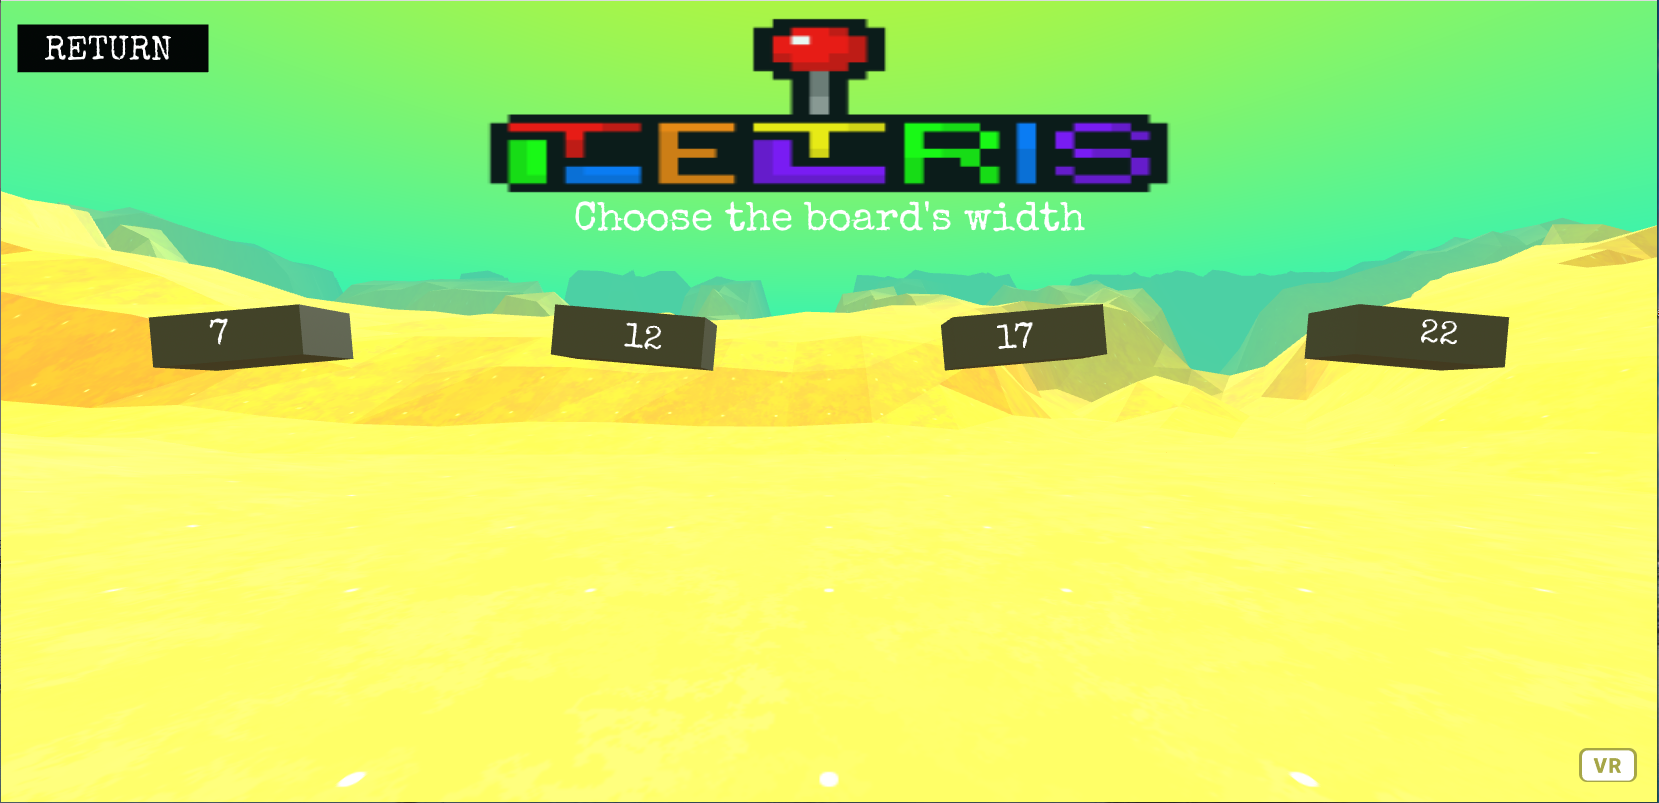 RETURN
TETRIS
Choose the board's width
7
12
17
22
VR